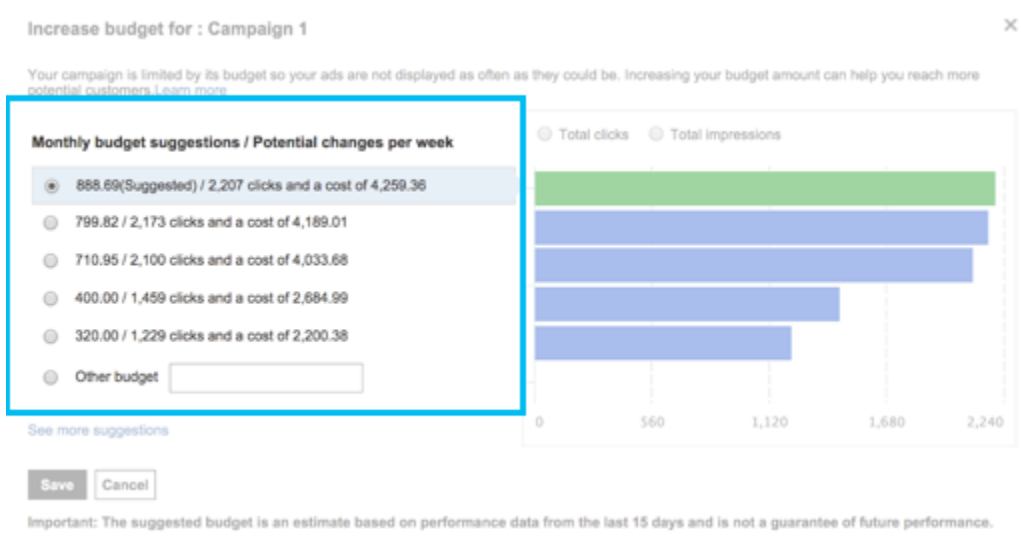 Increase budget for : Campaign 1
Your campaign is limited by its budget so your ads are not displayed as often as they could be. Increasing your budget amount can help you reach more
potential customers.Learn more
Monthly budget suggestions / Potential changes per week
888.69(Suggested) / 2,207 clicks and a cost of 4,259.36
799.82 / 2,173 clicks and a cost of 4,189.01
710.95 / 2,100 clicks and a cost of 4,033.68
400.00 / 1,459 clicks and a cost of 2,684.99
320.00 / 1,229 clicks and a cost of 2,200.38
Other budget
See more suggestions
Total clicks Total impressions
0 560 1,120 1,680 2,240
Save Cancel
Important: The suggested budget is an estimate based on performance data from the last 15 days and is not a guarantee of future performance.